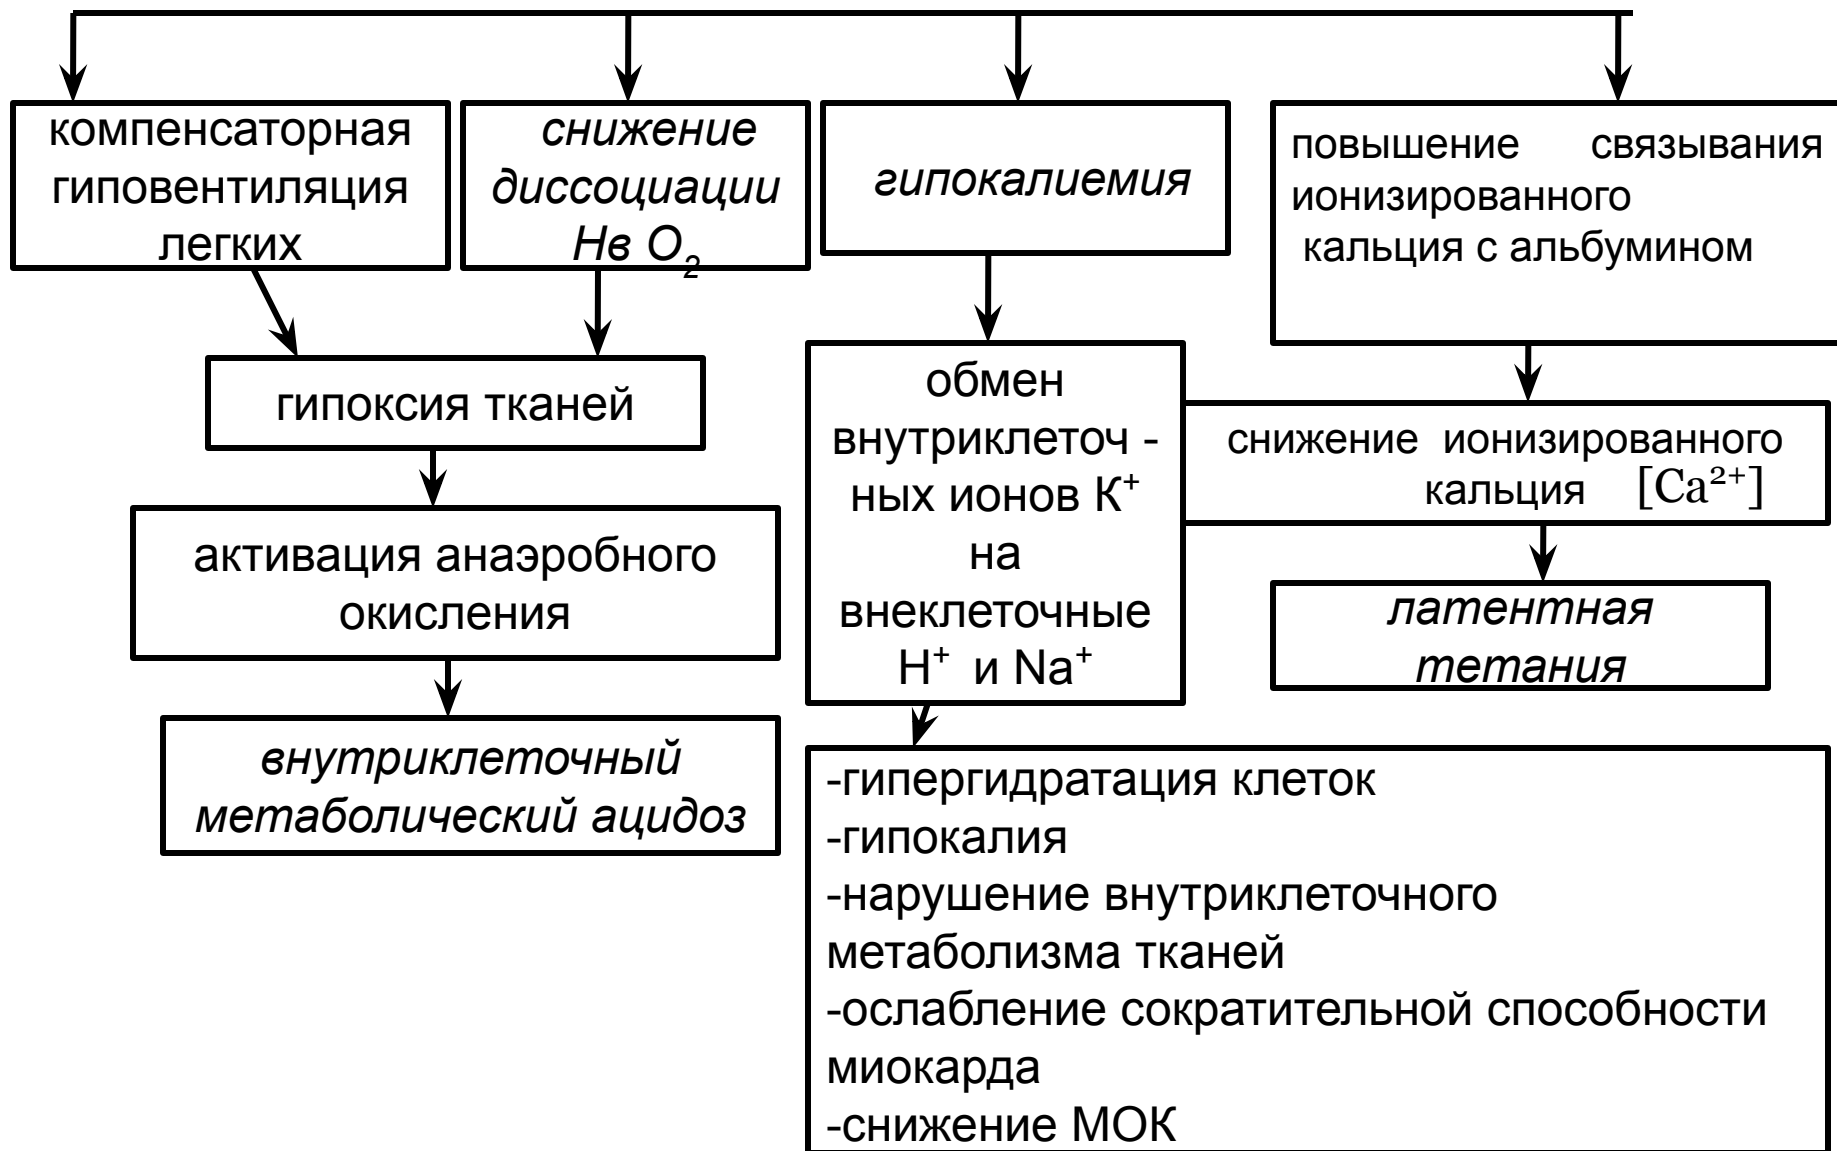 компенсаторная
гиповентиляция
легких
снижение
диссоциации
Нв О₂
гипокалиемия
повышение связывания
ионизированного
кальция с альбумином
гипоксия тканей
обмен
внутриклеточ -
ных ионов К⁺
на
внеклеточные
Н⁺ и Na⁺
снижение ионизированного
кальция [Ca²⁺]
активация анаэробного
окисления
латентная
тетания
внутриклеточный
метаболический ацидоз
-гипергидратация клеток
-гипокалия
-нарушение внутриклеточного
метаболизма тканей
-ослабление сократительной способности
миокарда
-снижение МОК